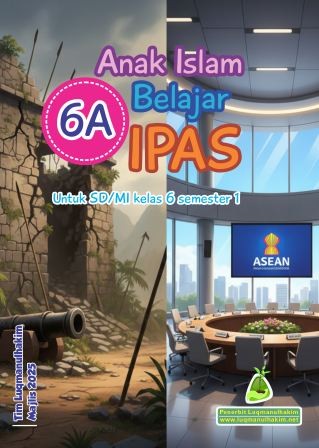 Anak Islam
6A
Belajar
IPAS
Untuk SD/MI kelas 6 semester 1
ASEAN
Tim Luqmanulhakim
Majlis 2025
Penerbit Luqmanulhakim
www.luqmanulhakim.net